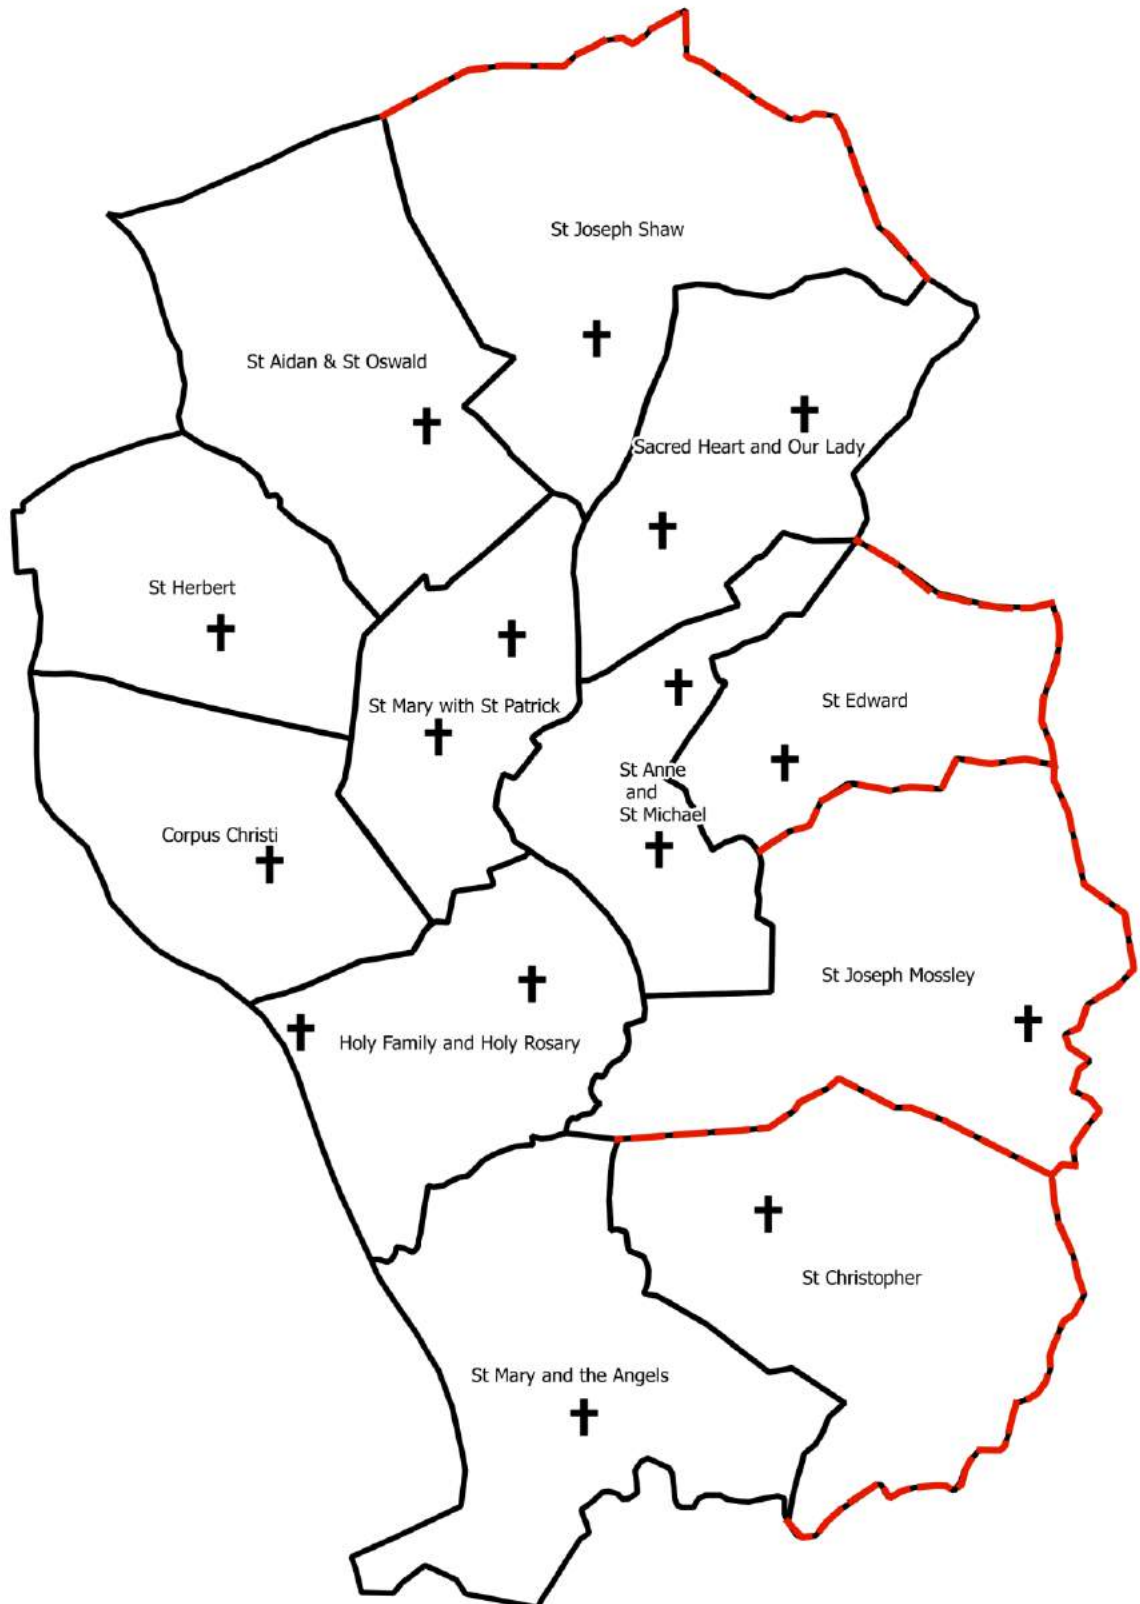 St Joseph Shaw
St Aidan & St Oswald
Sacred Heart and Our Lady
St Herbert
St Mary with St Patrick
St Edward
St Anne
and
St Michael
Corpus Christi
St Joseph Mossley
Holy Family and Holy Rosary
St Christopher
St Mary and the Angels